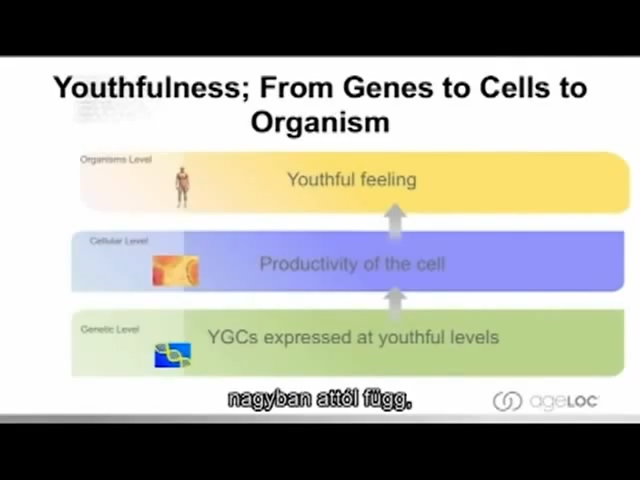 Youthfulness; From Genes to Cells to
Organism
Organisms Level
Youthful feeling
Cellular Level
Productivity of the cell
Genetic Level
YGCs expressed at youthful levels
nagyban attól függ,
ageLOC